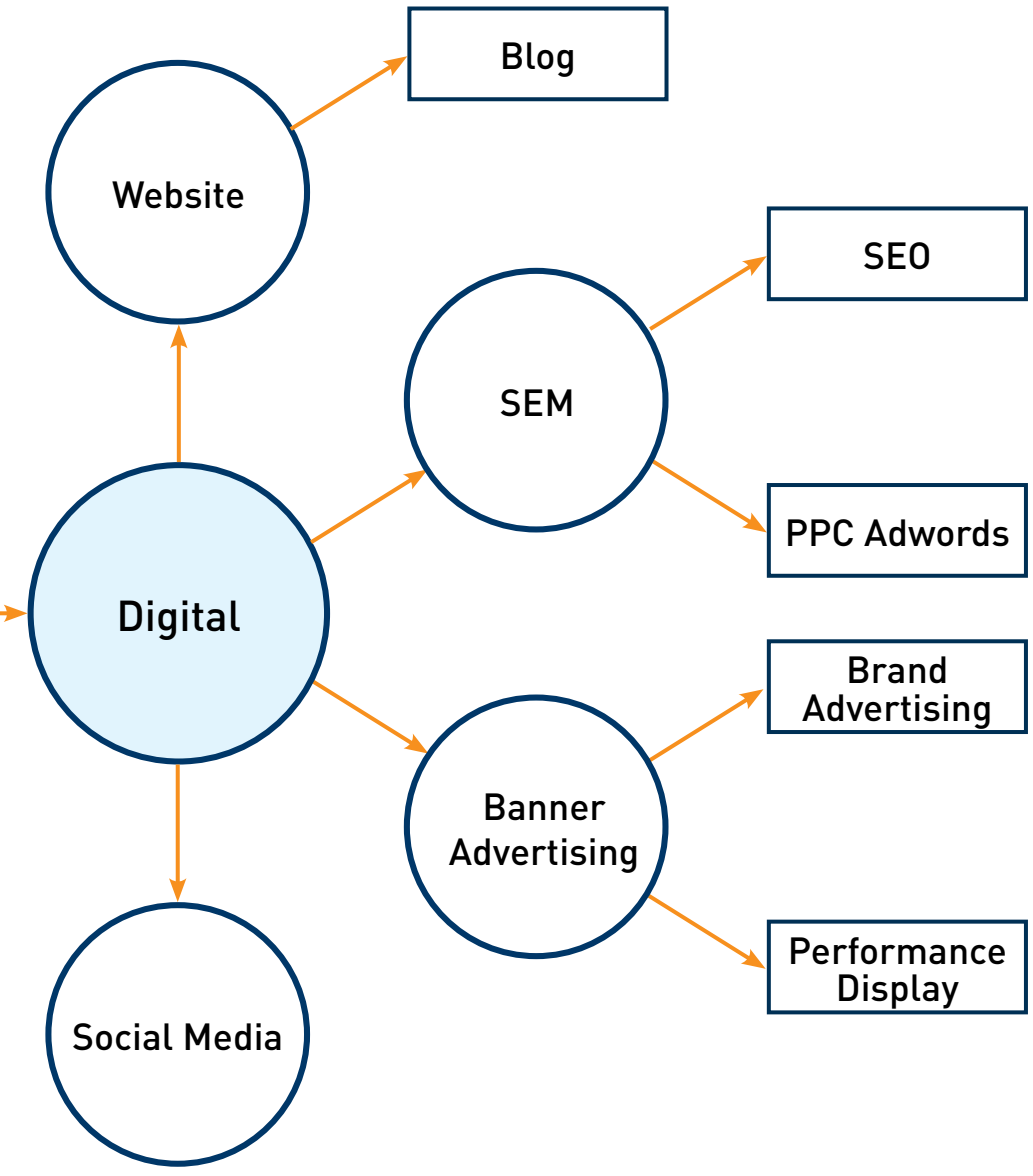 Blog
Website
SEO
SEM
PPC Adwords
Digital
Brand
Advertising
Banner
Advertising
Performance
Display
Social Media